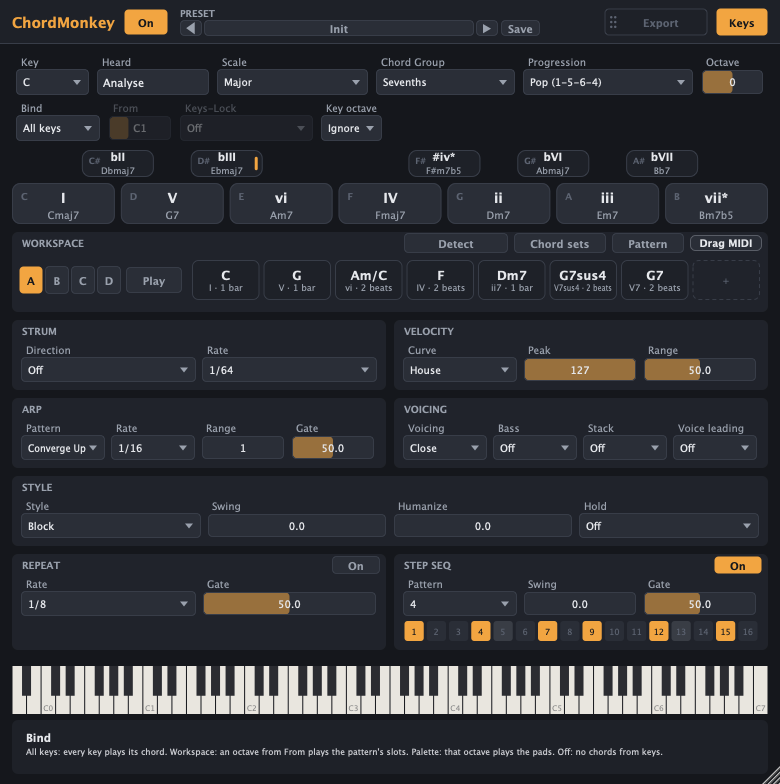 ChordMonkey On PRESET Init Save Export Keys
Key Heard Scale Chord Group Progression Octave
C Analyse Major Sevenths Pop (1-5-6-4) 0
Bind From Keys-Lock Key octave
All keys C1 Off Ignore
C# bII D# bIII F# #iv* G# bVI A# bVII
Dbmaj7 Ebmaj7 F#m7b5 Abmaj7 Bb7
C I D V E vi F IV G ii A iii B vii*
Cmaj7 G7 Am7 Fmaj7 Dm7 Em7 Bm7b5
WORKSPACE Detect Chord sets Pattern Drag MIDI
A B C D Play C G Am/C F Dm7 G7sus4 G7 +
I · 1 bar V · 1 bar vi · 2 beats IV · 2 beats ii7 · 1 bar V7sus4 · 2 beats V7 · 2 beats
STRUM VELOCITY
Direction Rate Curve Peak Range
Off 1/64 House 127 50.0
ARP VOICING
Pattern Rate Range Gate Voicing Bass Stack Voice leading
Converge Up 1/16 1 50.0 Close Off Off Off
STYLE
Style Swing Humanize Hold
Block 0.0 0.0 Off
REPEAT On STEP SEQ On
Rate Gate Pattern Swing Gate
1/8 50.0 4 0.0 50.0
1 2 3 4 5 6 7 8 9 10 11 12 13 14 15 16
C0 C1 C2 C3 C4 C5 C6 C7
Bind
All keys: every key plays its chord. Workspace: an octave from From plays the pattern's slots. Palette: that octave plays the pads. Off: no chords from keys.